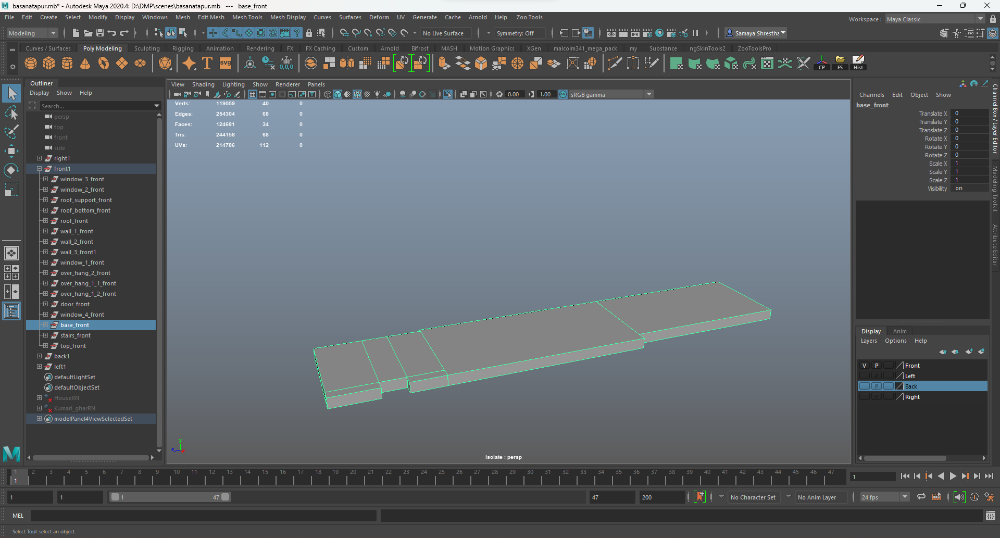 basanatapur.mb* - Autodesk Maya 2020.4: D:\DMP\scenes\basanatapur.mb   ---   base_front
File Edit Create Select Modify Display Windows Mesh Edit Mesh Mesh Tools Mesh Display Curves Surfaces Deform UV Generate Cache Arnold Help Zoo Tools
Workspace : Maya Classic
Modeling No Live Surface Symmetry: Off Samaya Shrestha
Curves / Surfaces Poly Modeling Sculpting Rigging Animation Rendering FX FX Caching Custom Arnold Bifrost MASH Motion Graphics XGen malcolm341_mega_pack my Substance ngSkinTools2 ZooToolsPro
T svg 0,0,0 CP ES Hist
Outliner
Display Show Help
Search...
persp
top
front
side
right1
front1
window_3_front
window_2_front
roof_support_front
roof_bottom_front
roof_front
wall_1_front
wall_2_front
wall_3_front1
window_1_front
over_hang_2_front
over_hang_1_1_front
over_hang_1_2_front
door_front
window_4_front
base_front
stairs_front
top_front
back1
left1
defaultLightSet
defaultObjectSet
HouseRN
Kumari_gharRN
modelPanel4ViewSelectedSet
View Shading Lighting Show Renderer Panels
0.00 1.00 ON sRGB gamma
Verts: 119059 40 0
Edges: 254304 68 0
Faces: 124681 34 0
Tris: 244158 68 0
UVs: 214786 112 0
y
z
Isolate : persp
Channels Edit Object Show
base_front
Translate X 0
Translate Y 0
Translate Z 0
Rotate X 0
Rotate Y 0
Rotate Z 0
Scale X 1
Scale Y 1
Scale Z 1
Visibility on
Channel Box / Layer Editor
Modeling Toolkit
Attribute Editor
Display Anim
Layers Options Help
V P Front
P Left
P Back
P Right
1 2 3 4 5 6 7 8 9 10 11 12 13 14 15 16 17 18 19 20 21 22 23 24 25 26 27 28 29 30 31 32 33 34 35 36 37 38 39 40 41 42 43 44 45 46 47
1 1
1 1 1 47 47 200 No Character Set No Anim Layer 24 fps
MEL
Select Tool: select an object